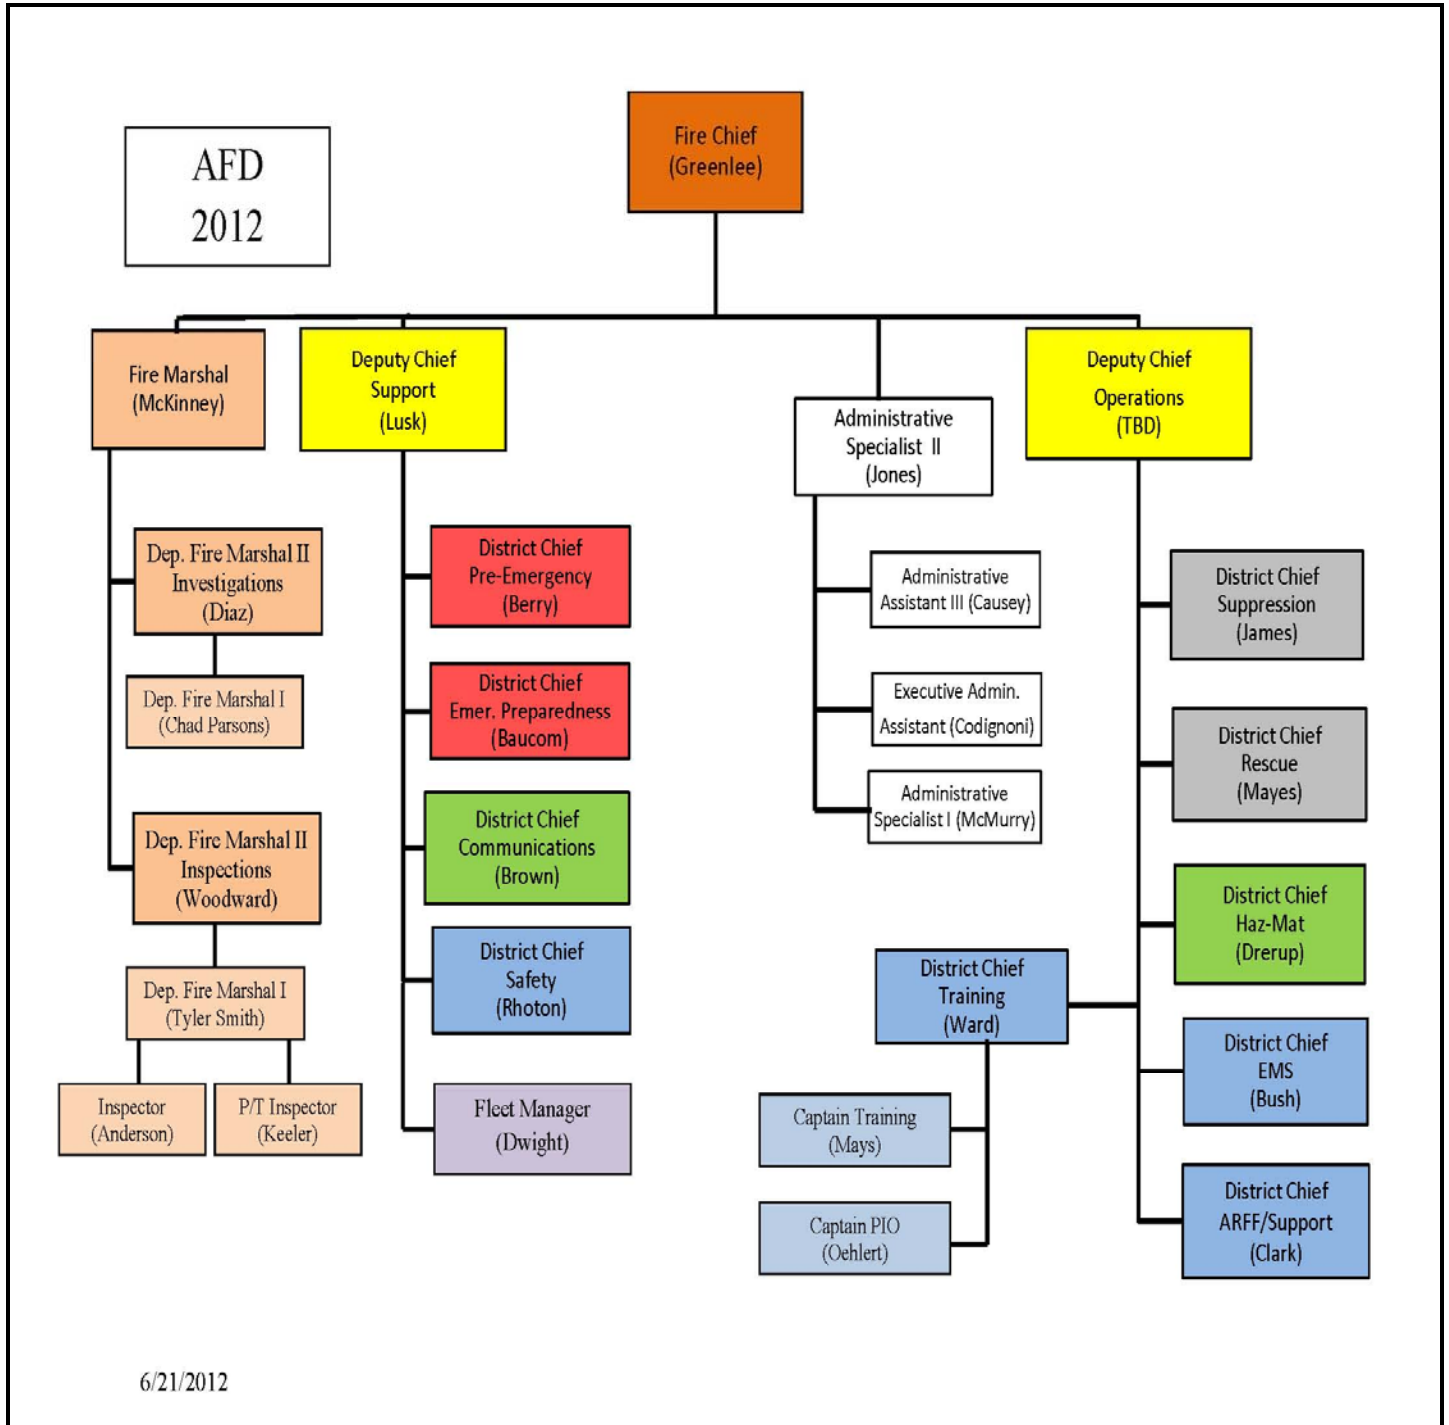 AFD
2012
Fire Chief
(Greenlee)
Fire Marshal
(McKinney)
Deputy Chief
Support
(Lusk)
Administrative
Specialist II
(Jones)
Deputy Chief
Operations
(TBD)
Dep. Fire Marshal II
Investigations
(Diaz)
Dep. Fire Marshal I
(Chad Parsons)
Dep. Fire Marshal II
Inspections
(Woodward)
Dep. Fire Marshal I
(Tyler Smith)
Inspector
(Anderson)
P/T Inspector
(Keeler)
District Chief
Pre-Emergency
(Berry)
District Chief
Emer. Preparedness
(Baucom)
District Chief
Communications
(Brown)
District Chief
Safety
(Rhoton)
Fleet Manager
(Dwight)
Administrative
Assistant III (Causey)
Executive Admin.
Assistant (Codignoni)
Administrative
Specialist I (McMurry)
District Chief
Training
(Ward)
Captain Training
(Mays)
Captain PIO
(Oehlert)
District Chief
Suppression
(James)
District Chief
Rescue
(Mayes)
District Chief
Haz-Mat
(Drerup)
District Chief
EMS
(Bush)
District Chief
ARFF/Support
(Clark)
6/21/2012